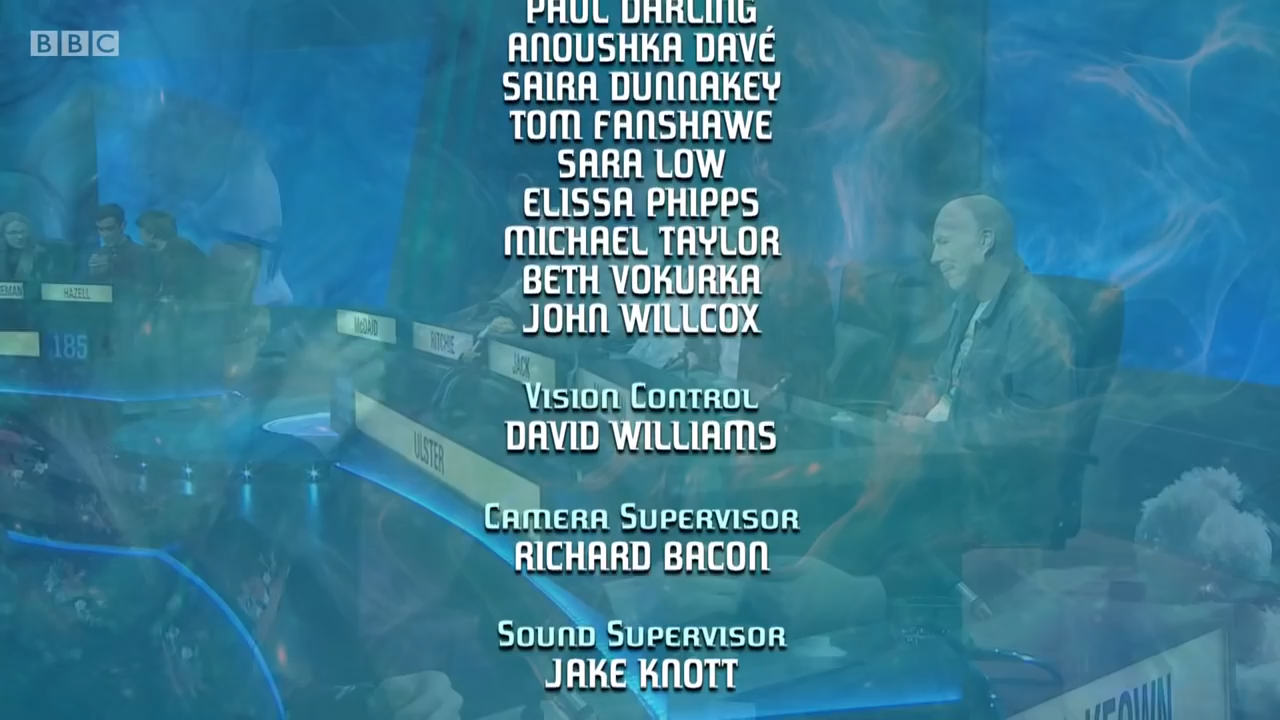 BBC
PAUL DARLING
ANOUSHKA DAVÉ
SAIRA DUNNAKEY
TOM FANSHAWE
SARA LOW
ELISSA PHIPPS
MICHAEL TAYLOR
BETH VOKURKA
JOHN WILLCOX
VISION CONTROL
DAVID WILLIAMS
CAMERA SUPERVISOR
RICHARD BACON
SOUND SUPERVISOR
JAKE KNOTT
HAZELL
185
McDAID
RITCHIE
JACK
ULSTER
KEOWN